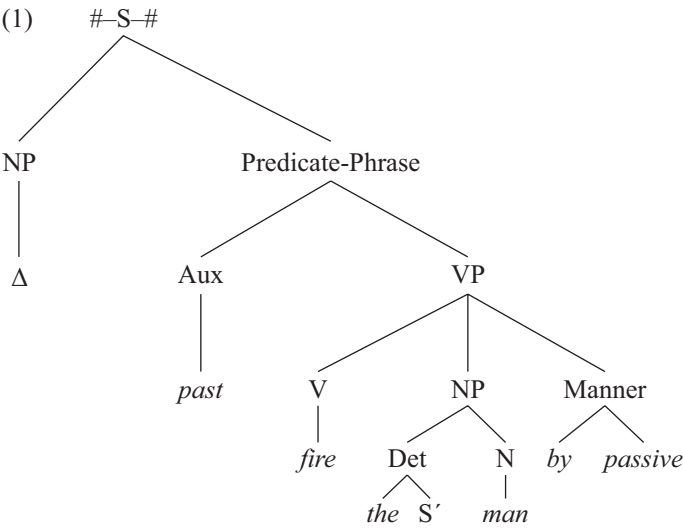 (1) #–S–#
NP Predicate-Phrase
Δ Aux VP
past V NP Manner
fire Det N by passive
the S′ man